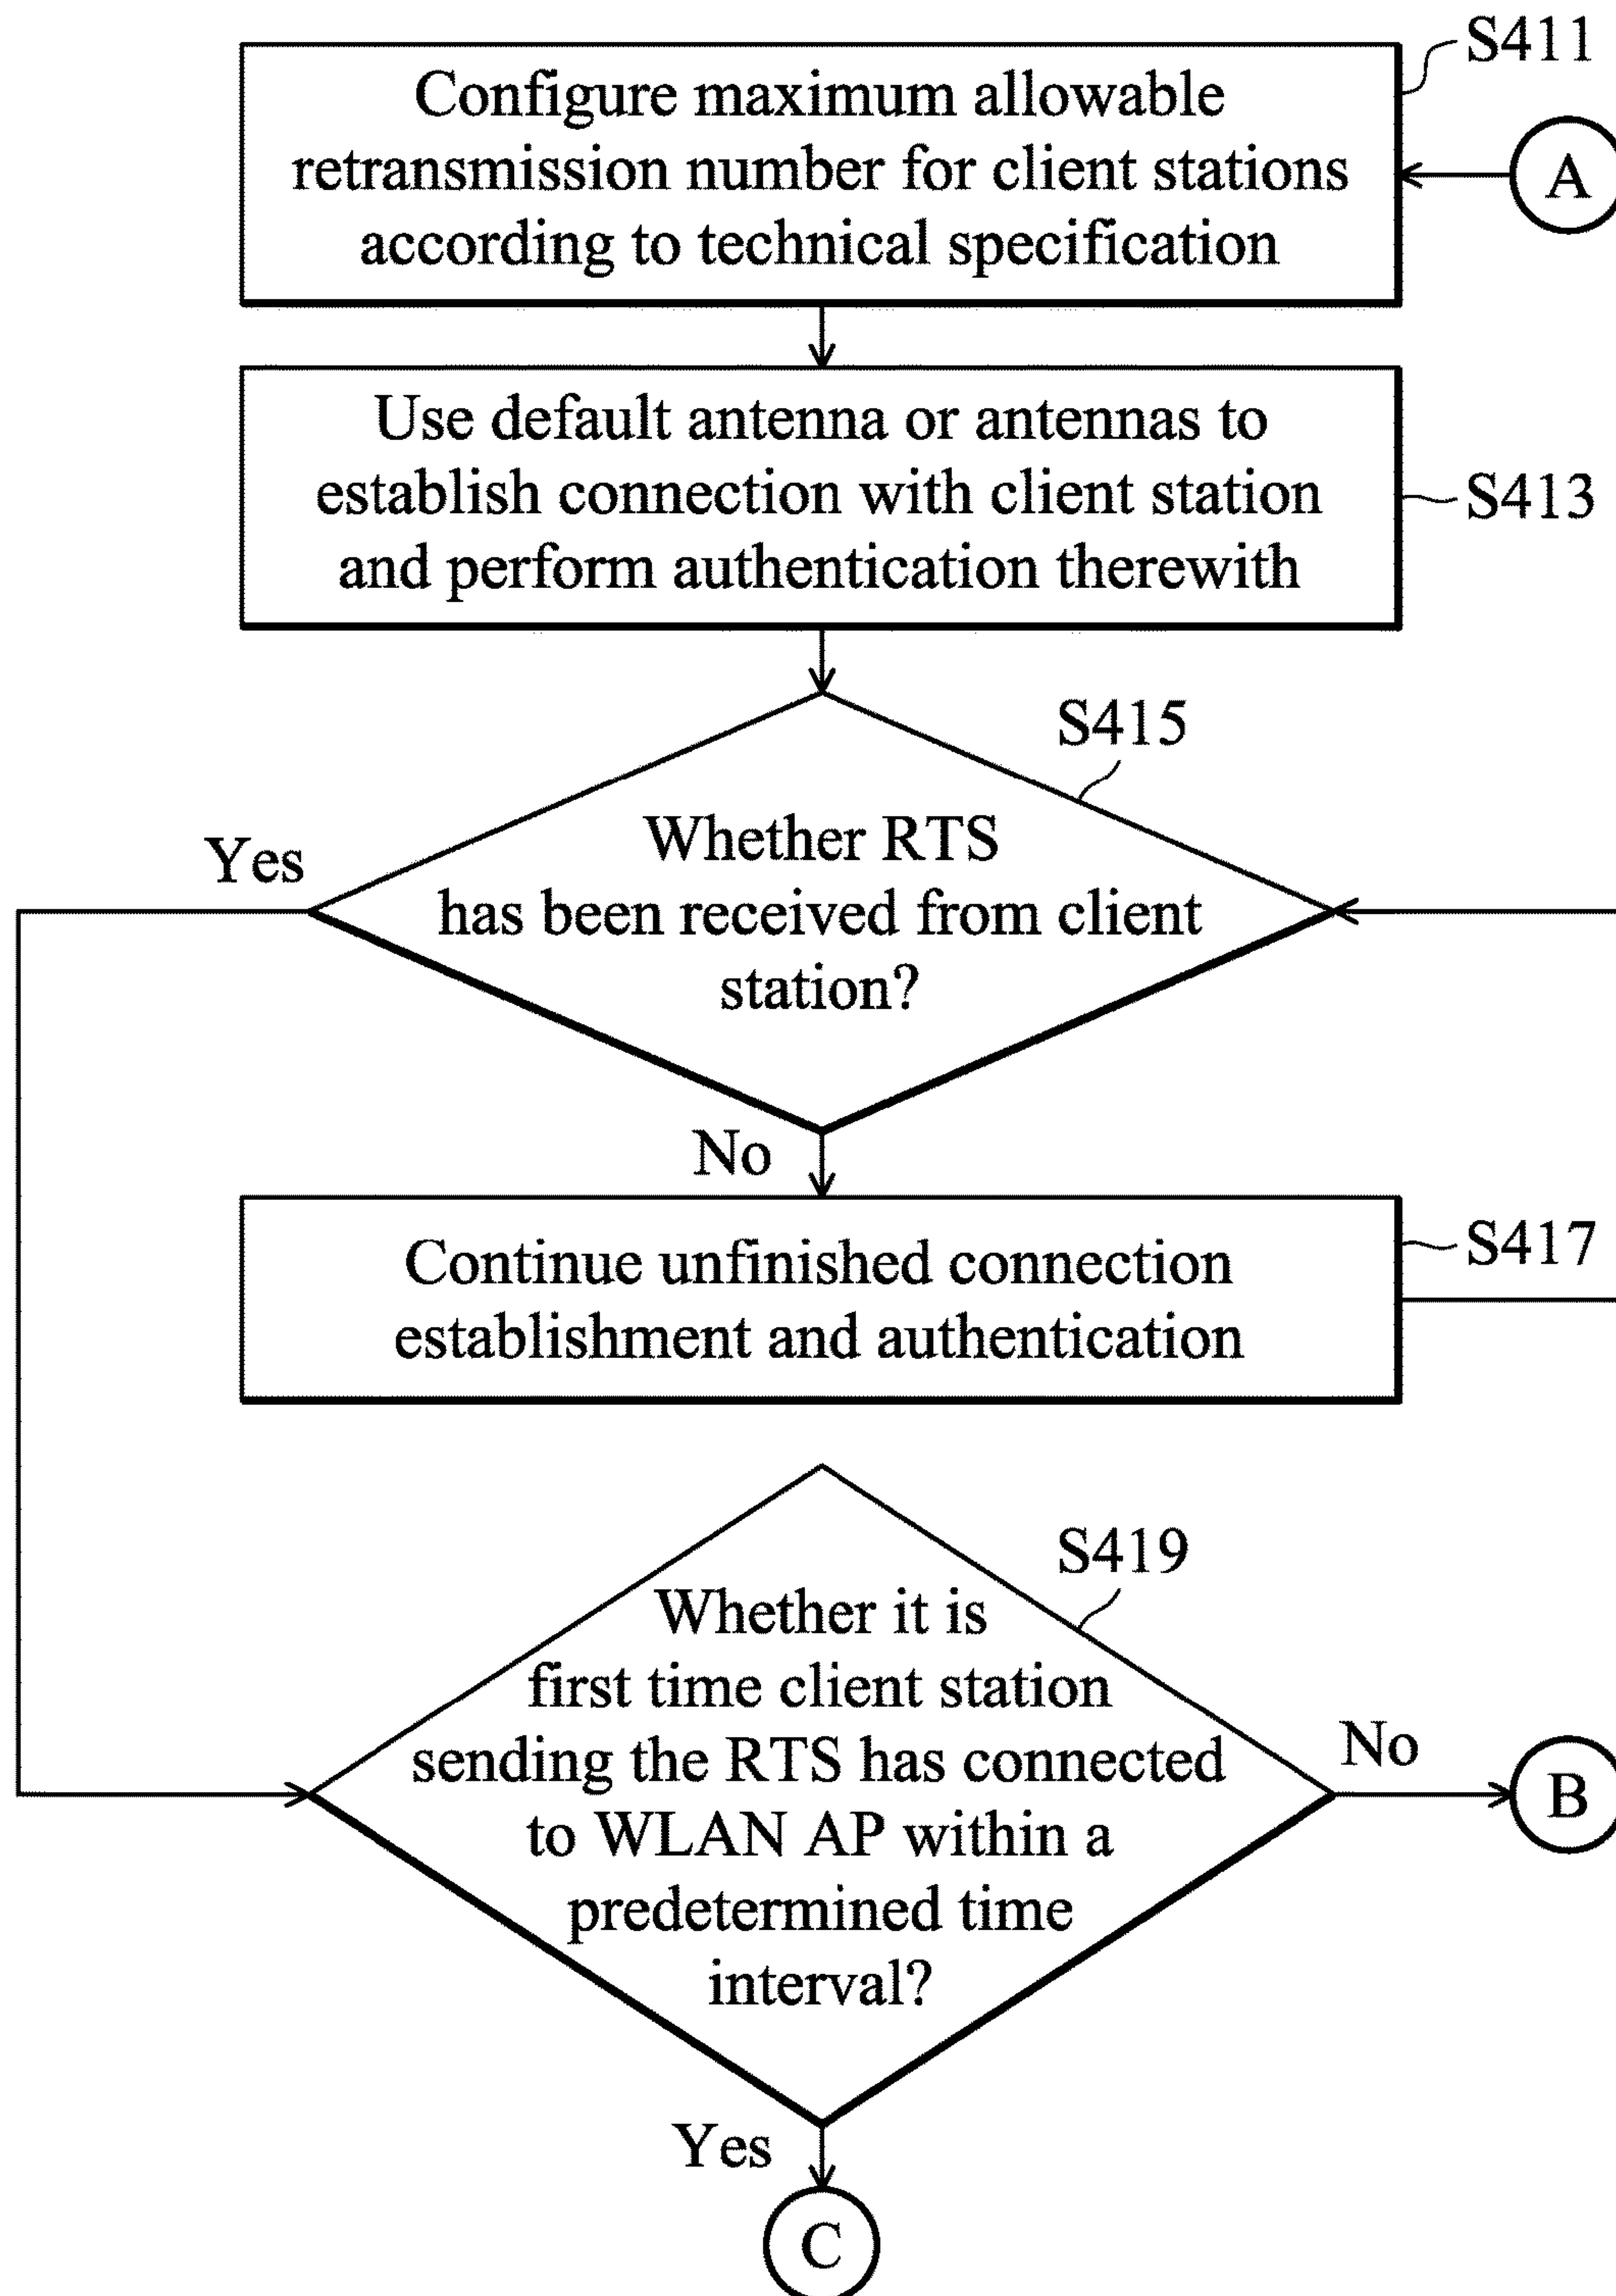 S411
Configure maximum allowable
retransmission number for client stations
according to technical specification
A
Use default antenna or antennas to
establish connection with client station
and perform authentication therewith
S413
S415
Whether RTS
has been received from client
station?
Yes
No
Continue unfinished connection
establishment and authentication
S417
S419
Whether it is
first time client station
sending the RTS has connected
to WLAN AP within a
predetermined time
interval?
No
B
Yes
C